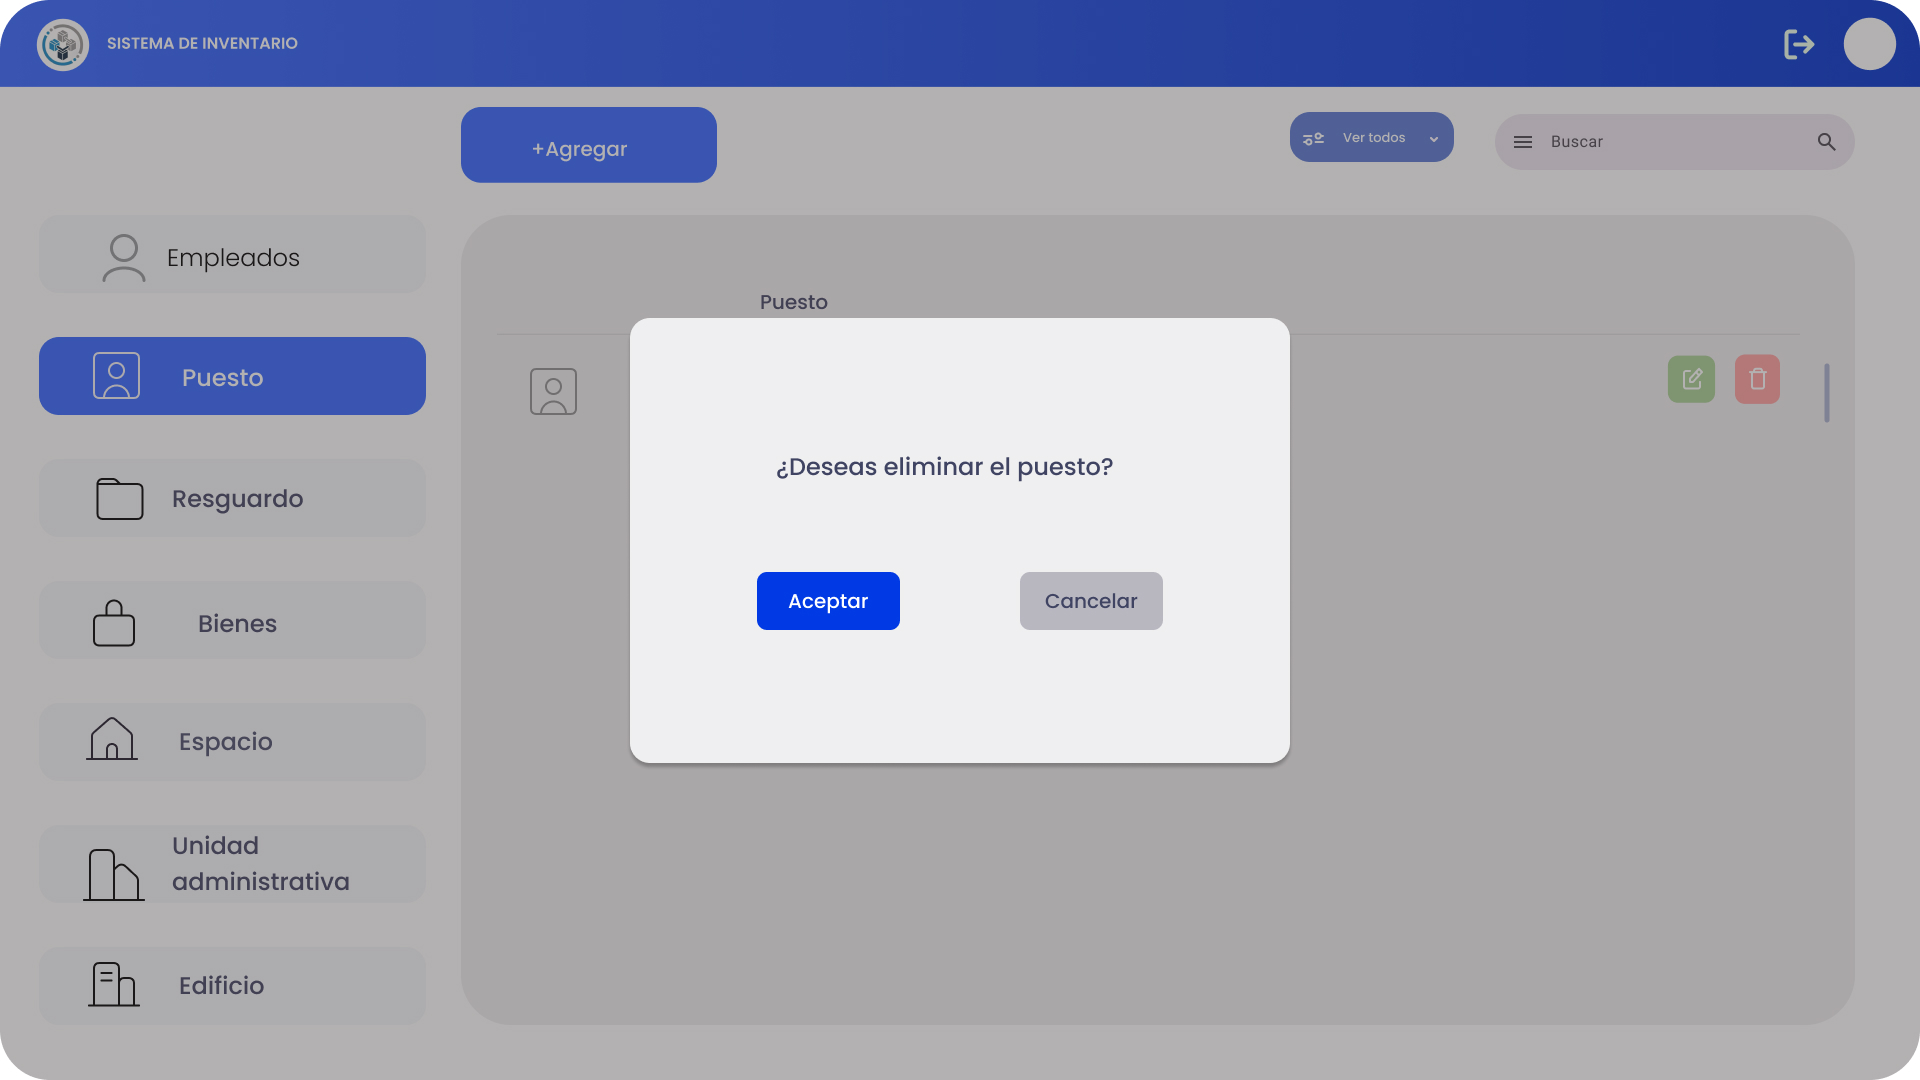 SISTEMA DE INVENTARIO
+Agregar
Ver todos
Buscar
Empleados
Puesto
Resguardo
Bienes
Espacio
Unidad
administrativa
Edificio
Puesto
¿Deseas eliminar el puesto?
Aceptar
Cancelar